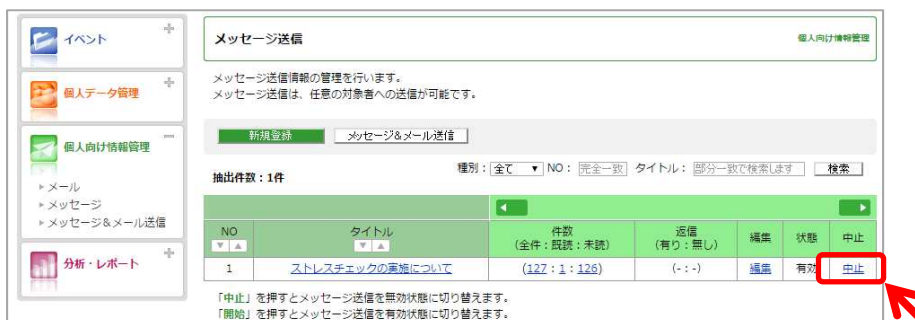 イベント
個人データ管理
個人向け情報管理
▶メール
▶メッセージ
▶メッセージ&メール送信
分析・レポート
メッセージ送信
個人向け情報管理
メッセージ送信情報の管理を行います。
メッセージ送信は、任意の対象者への送信が可能です。
新規登録 メッセージ&メール送信
抽出件数：1件
種別： 全て ▼ NO： 完全一致 タイトル： 部分一致で検索します 検索
NO タイトル 件数 返信 編集 状態 中止
(全件：既読：未読) (有り：無し)
1 ストレスチェックの実施について (127：1：126) (-：-) 編集 有効 中止
「中止」を押すとメッセージ送信を無効状態に切り替えます。
「開始」を押すとメッセージ送信を有効状態に切り替えます。